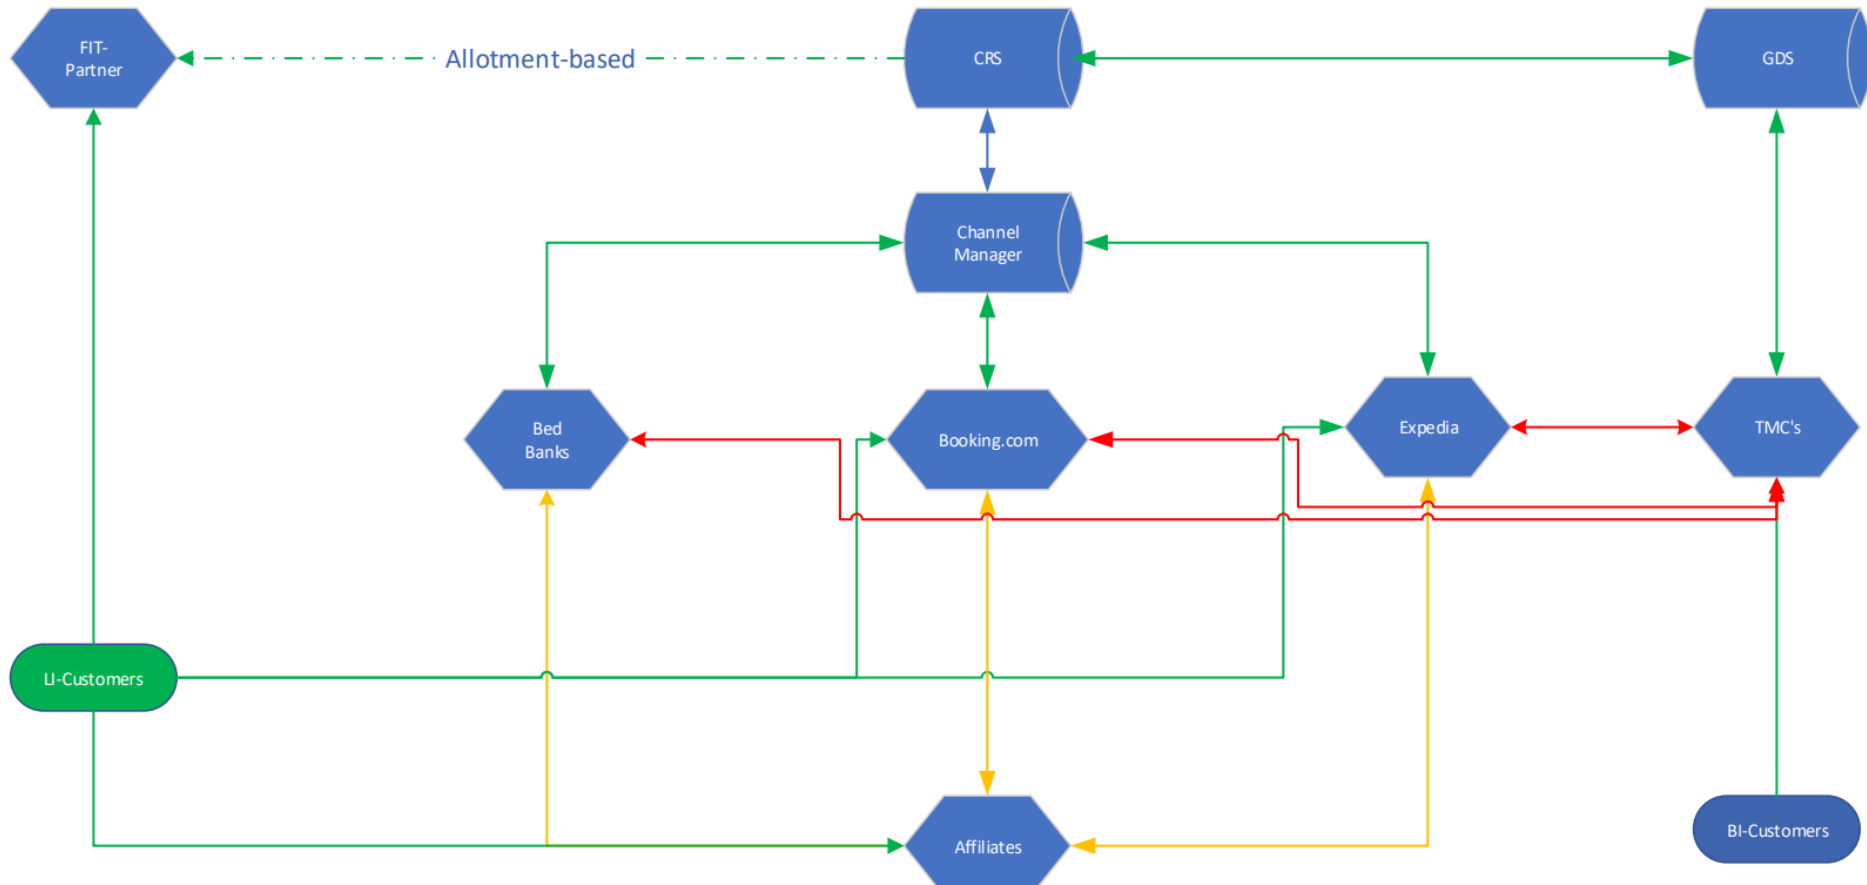 FIT-
Partner
Allotment-based
CRS
GDS
Channel
Manager
Bed
Banks
Booking.com
Expedia
TMC's
LI-Customers
Affiliates
BI-Customers